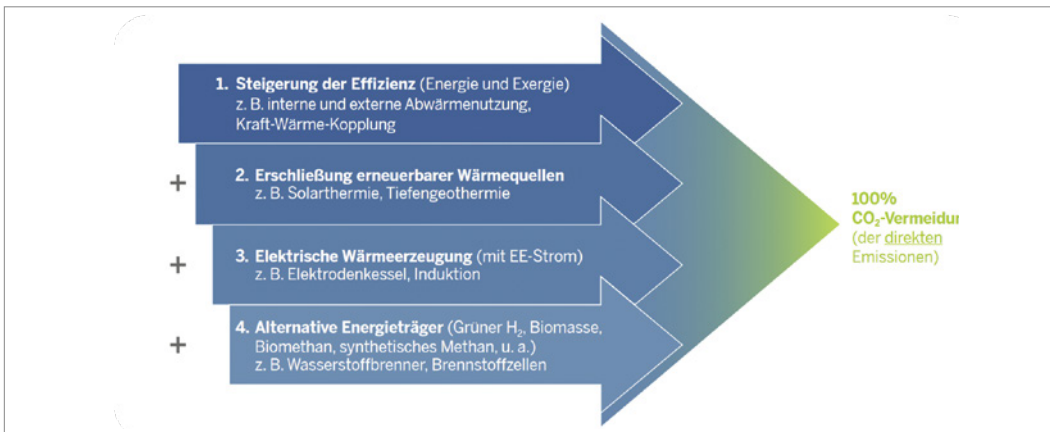 1. Steigerung der Effizienz (Energie und Exergie)
z. B. interne und externe Abwärmenutzung,
Kraft-Wärme-Kopplung
+
2. Erschließung erneuerbarer Wärmequellen
z. B. Solarthermie, Tiefengeothermie
+
3. Elektrische Wärmeerzeugung (mit EE-Strom)
z. B. Elektrodenkessel, Induktion
+
4. Alternative Energieträger (Grüner H₂, Biomasse,
Biomethan, synthetisches Methan, u. a.)
z. B. Wasserstoffbrenner, Brennstoffzellen
100%
(der direkten
Emissionen)